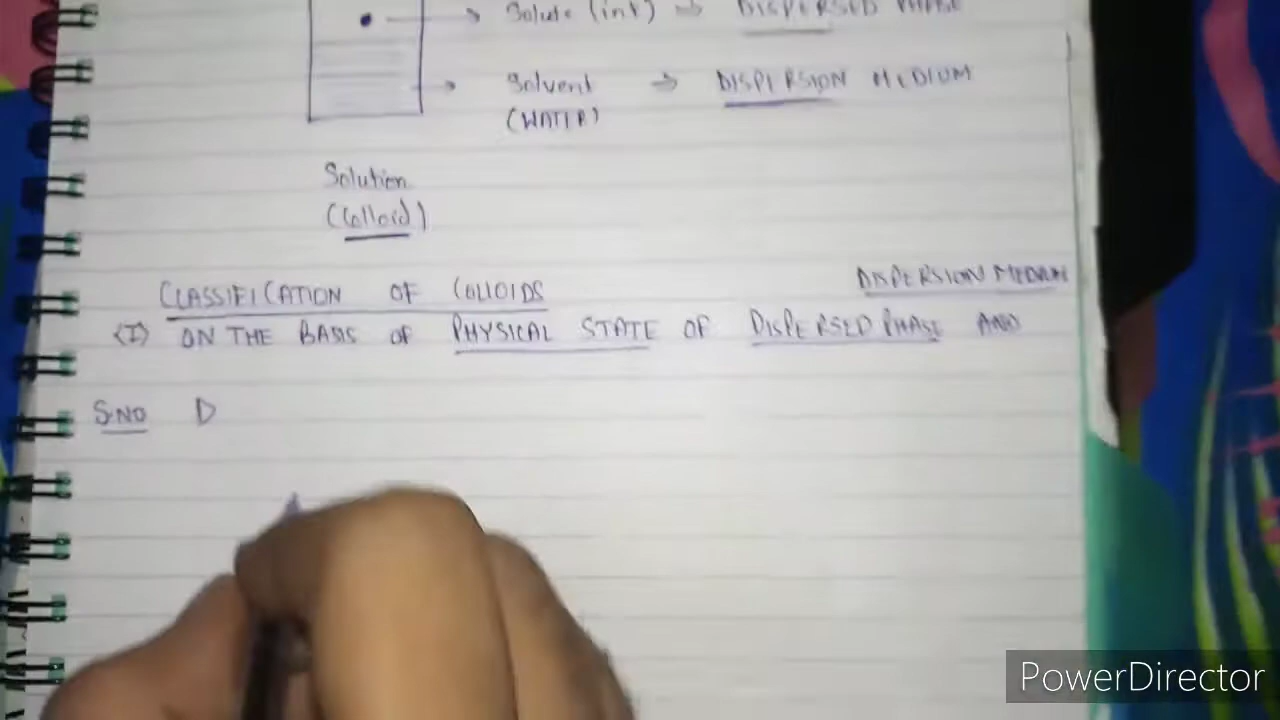 Solute (ink) → DISPERSED PHASE
Solvent → DISPERSION MEDIUM
(WATER)
Solution
(Colloid)
CLASSIFICATION OF COLLOIDS
DISPERSION MEDIUM
(I) ON THE BASIS OF PHYSICAL STATE OF DISPERSED PHASE AND
S.NO D
PowerDirector